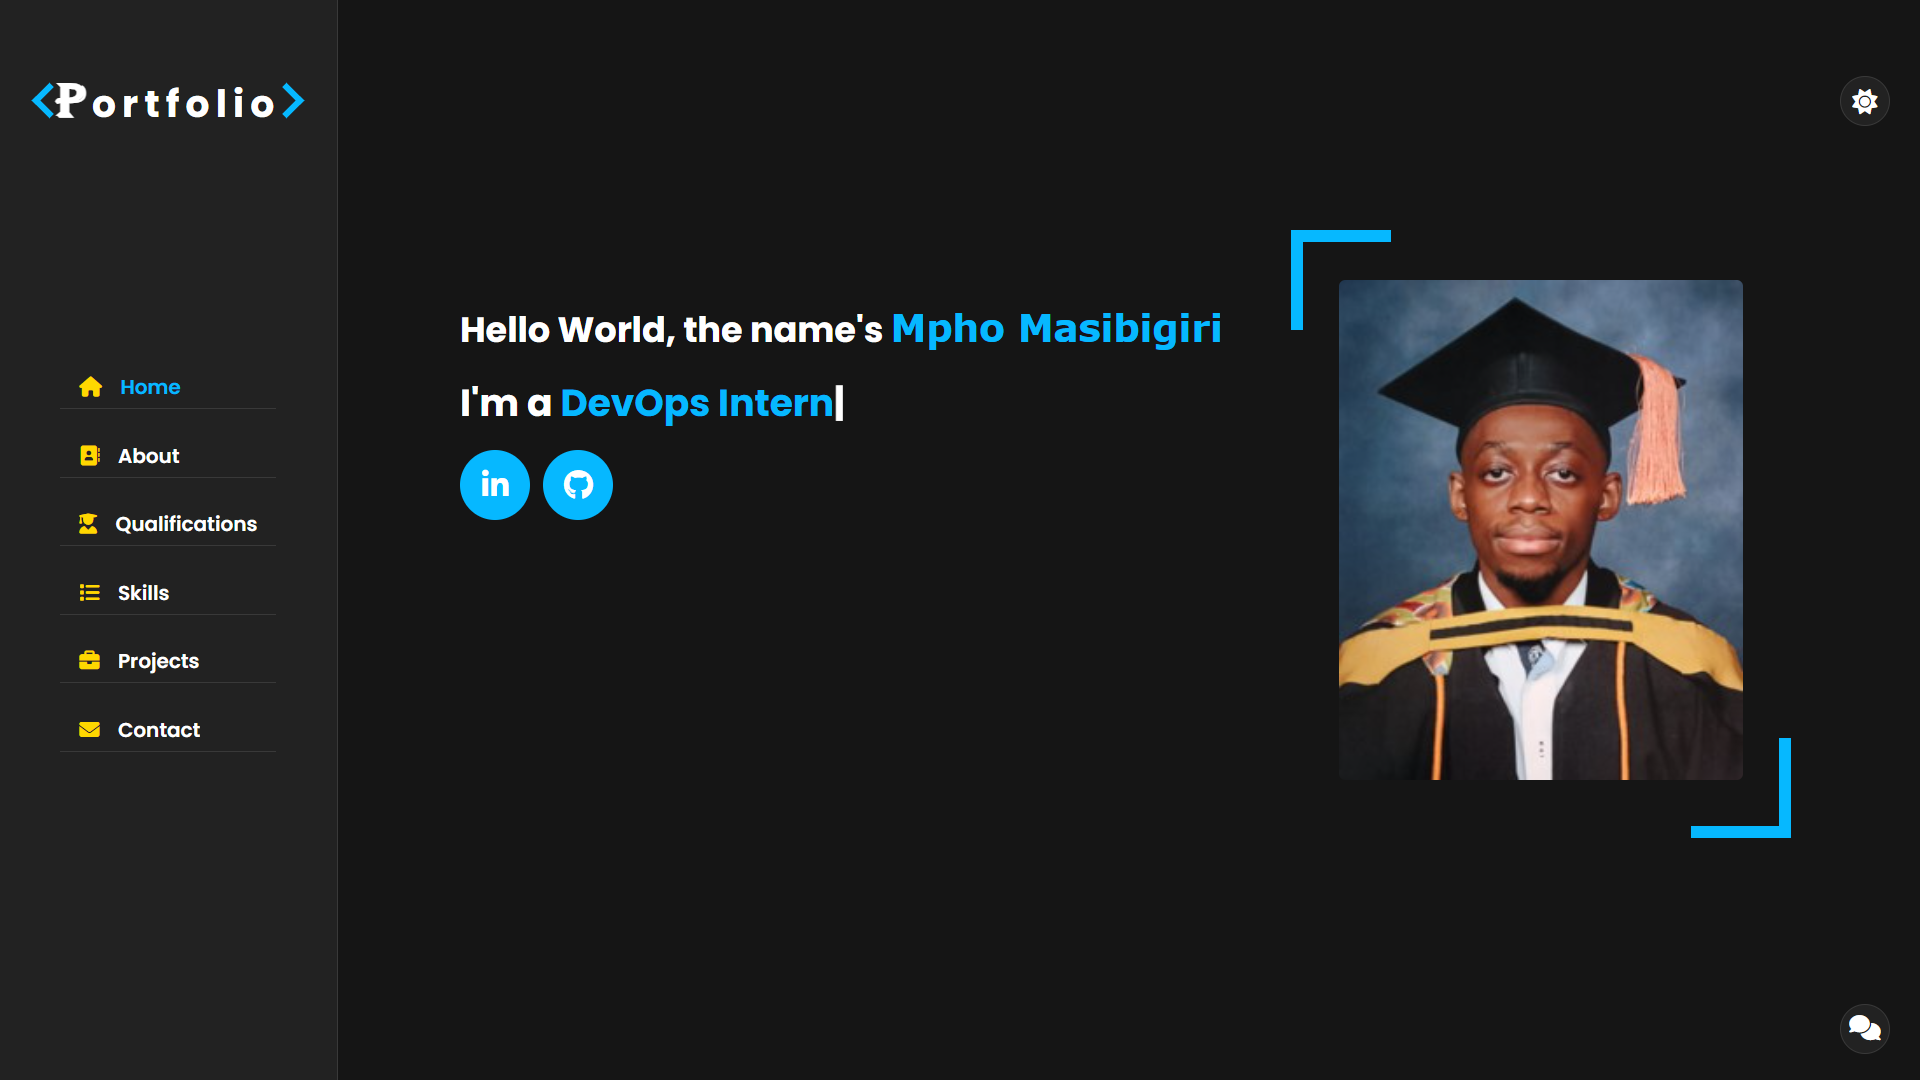 Portfolio
Home
About
Qualifications
Skills
Projects
Contact
Hello World, the name's Mpho Masibigiri
I'm a DevOps Intern
in